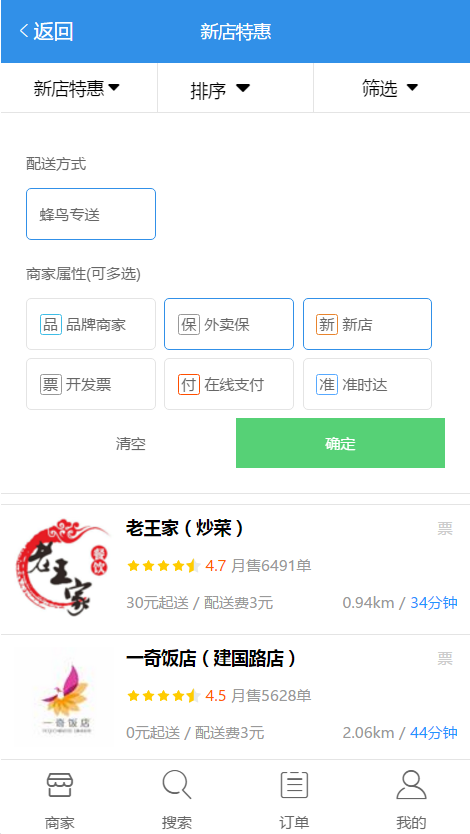 返回 新店特惠
新店特惠 排序 筛选
配送方式
蜂鸟专送
商家属性(可多选)
品 品牌商家 保 外卖保 新 新店
票 开发票 付 在线支付 准 准时达
清空 确定
老王家 餐饮
老王家（炒菜） 票
4.7 月售6491单
30元起送 / 配送费3元 0.94km / 34分钟
一奇饭店（建国路店） 票
4.5 月售5628单
一奇饭店
0元起送 / 配送费3元 2.06km / 44分钟
商家 搜索 订单 我的